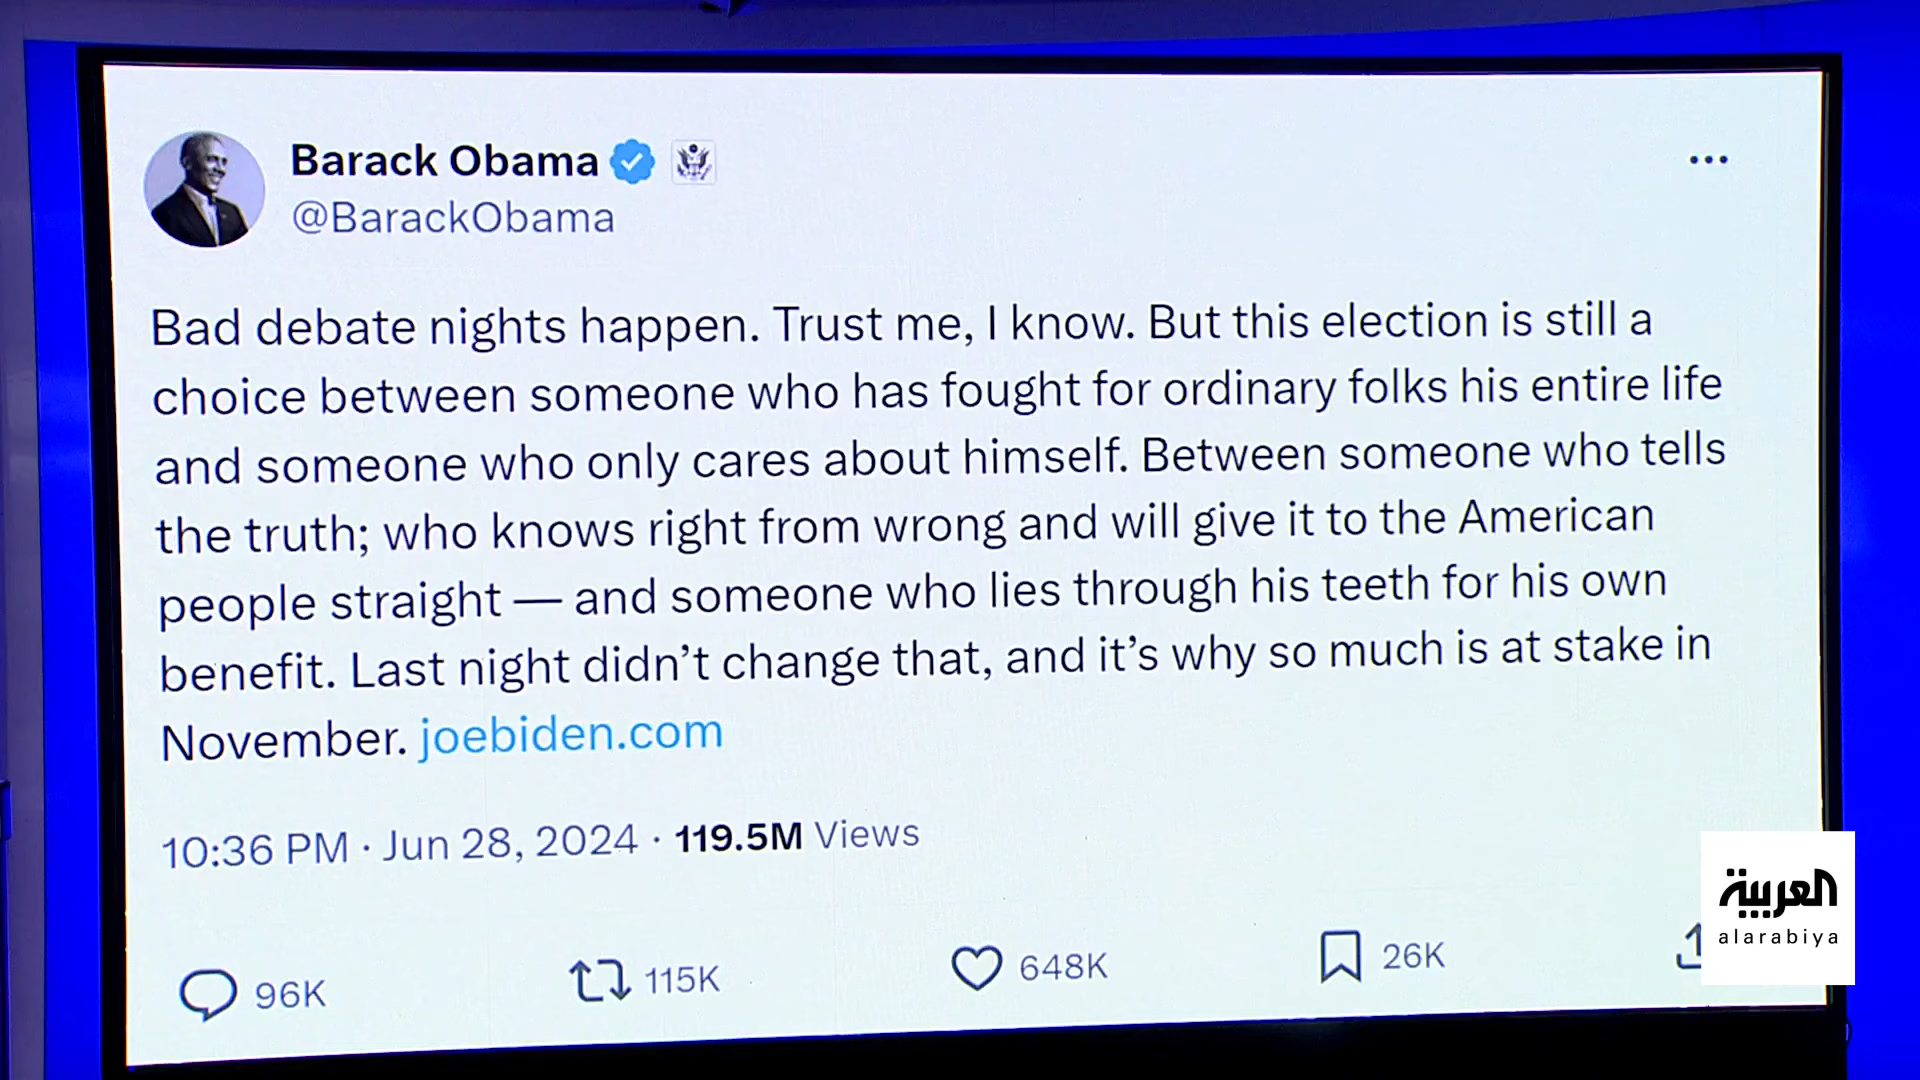 Barack Obama
@BarackObama
Bad debate nights happen. Trust me, I know. But this election is still a
choice between someone who has fought for ordinary folks his entire life
and someone who only cares about himself. Between someone who tells
the truth; who knows right from wrong and will give it to the American
people straight — and someone who lies through his teeth for his own
benefit. Last night didn’t change that, and it’s why so much is at stake in
November. joebiden.com
10:36 PM · Jun 28, 2024 · 119.5M Views
96K 115K 648K 26K
العربية
alarabiya